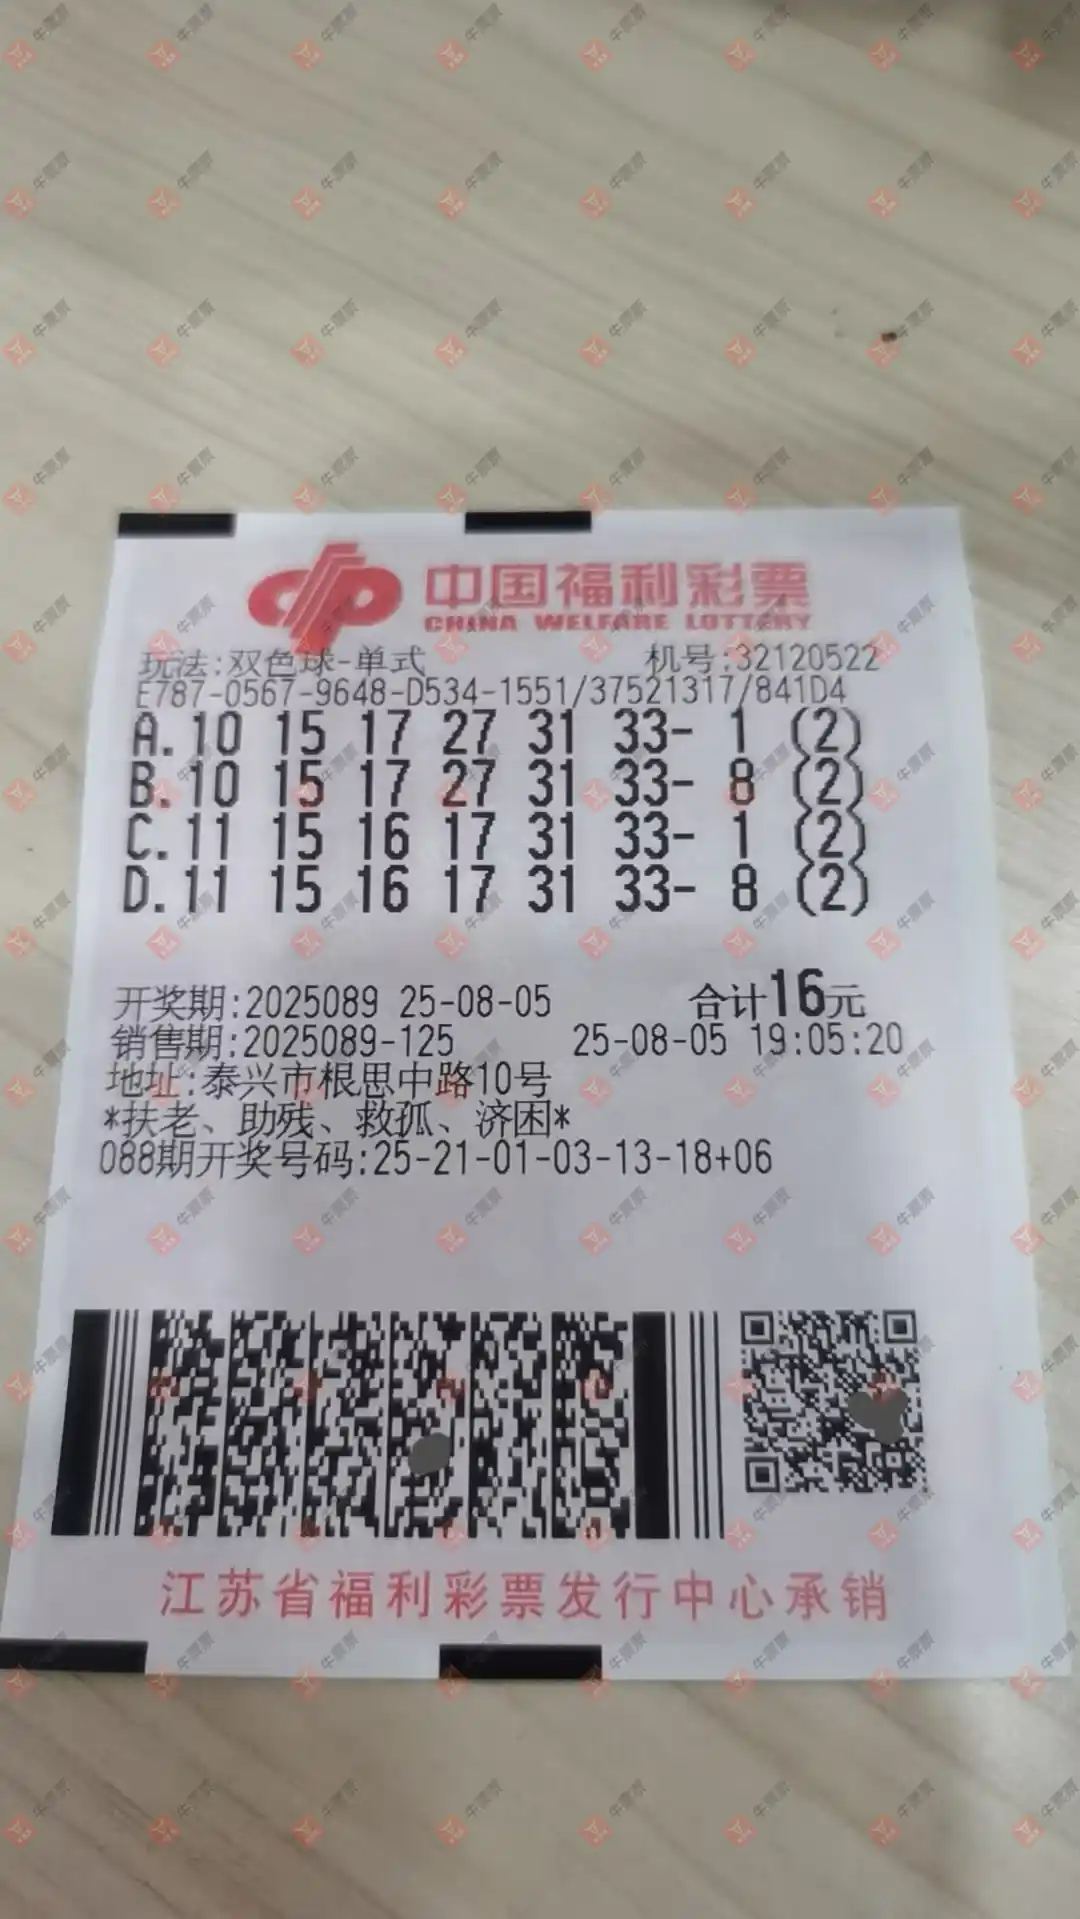 中国福利彩票
CHINA WELFARE LOTTERY
玩法:双色球-单式 机号:32120522
E787-0567-9648-D534-1551/37521317/841D4
A.10 15 17 27 31 33- 1 (2)
B.10 15 17 27 31 33- 8 (2)
C.11 15 16 17 31 33- 1 (2)
D.11 15 16 17 31 33- 8 (2)
开奖期:2025089 25-08-05 合计16元
销售期:2025089-125 25-08-05 19:05:20
地址:泰兴市根思中路10号
*扶老、助残、救孤、济困*
088期开奖号码:25-21-01-03-13-18+06
江苏省福利彩票发行中心承销
牛票票